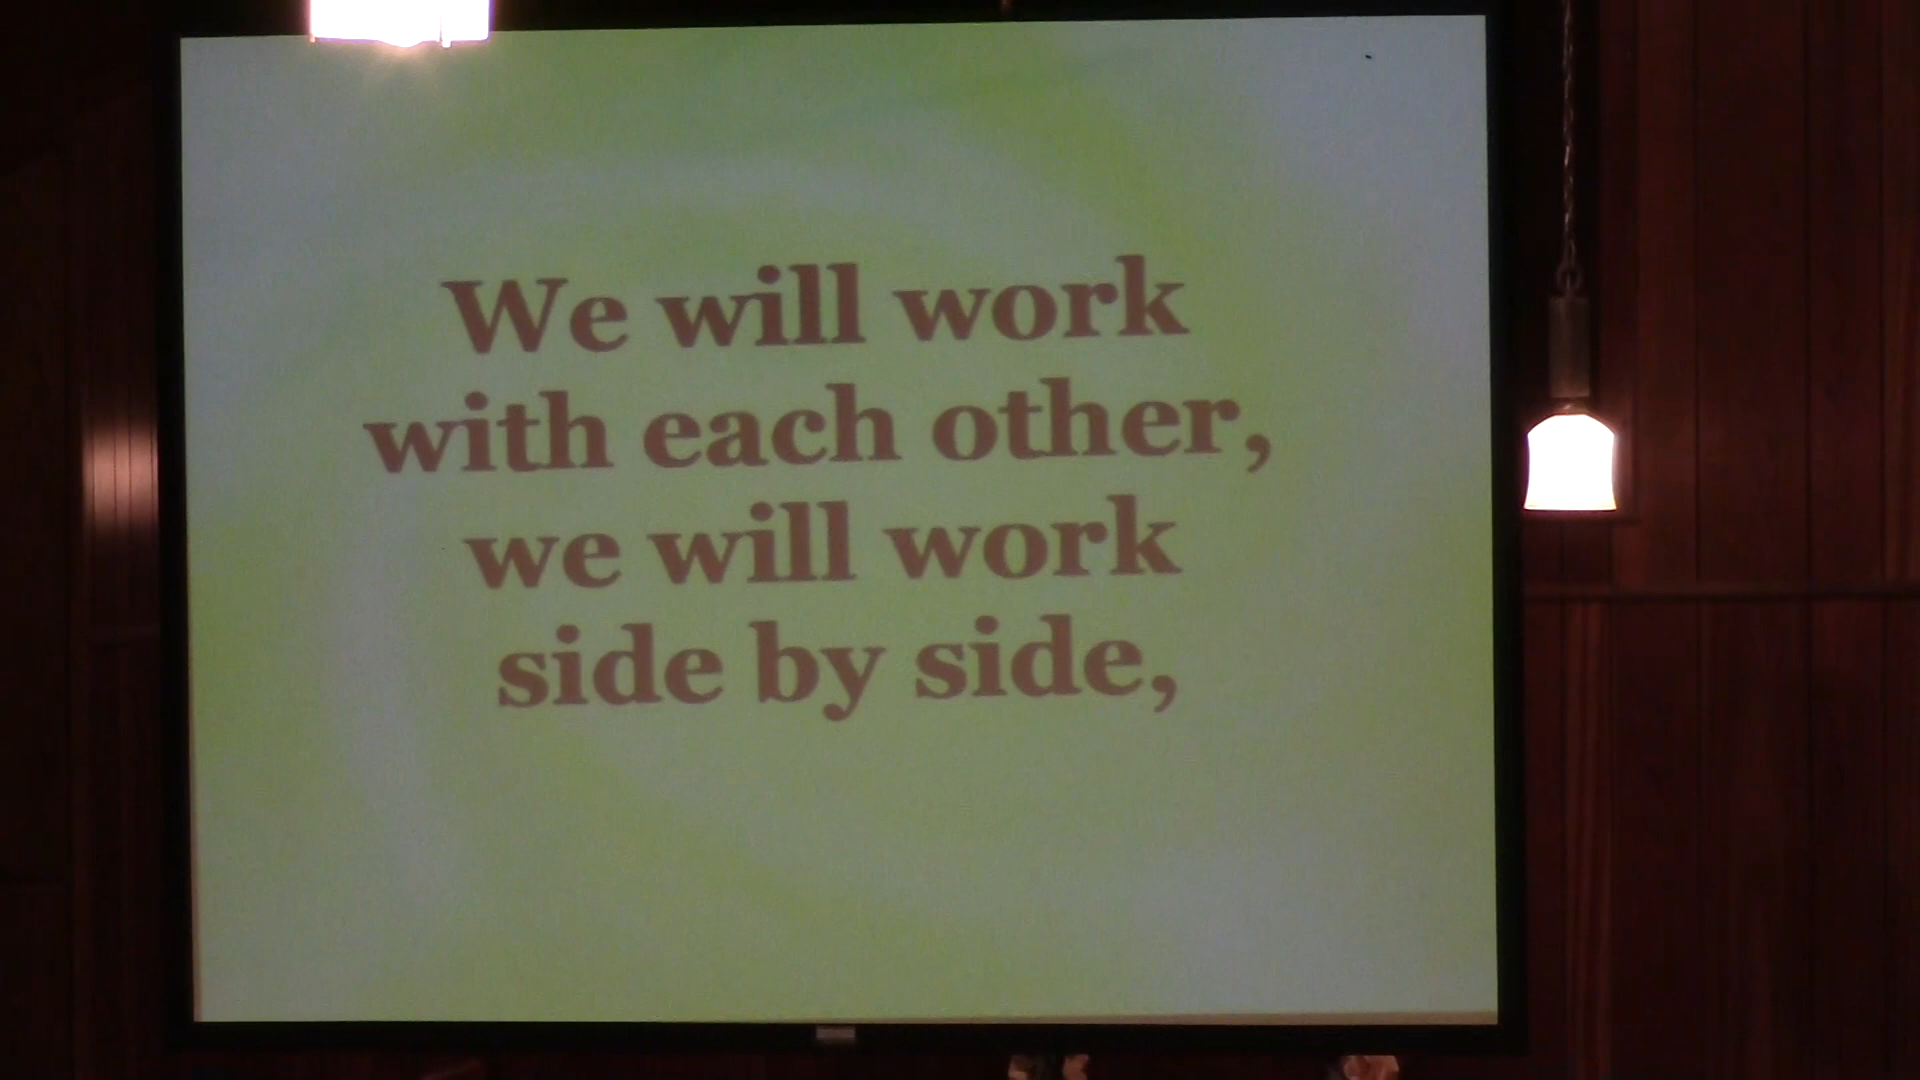 We will work
with each other,
we will work
side by side,